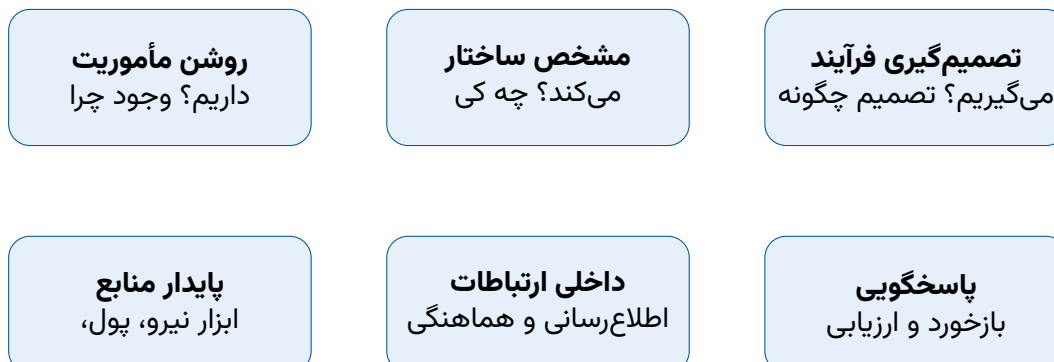 روشن مأموریت
داریم؟ وجود چرا
مشخص ساختار
می‌کند؟ چه کی
تصمیم‌گیری فرآیند
می‌گیریم؟ تصمیم چگونه
پایدار منابع
ابزار نیرو، پول،
داخلی ارتباطات
اطلاع‌رسانی و هماهنگی
پاسخگویی
بازخورد و ارزیابی